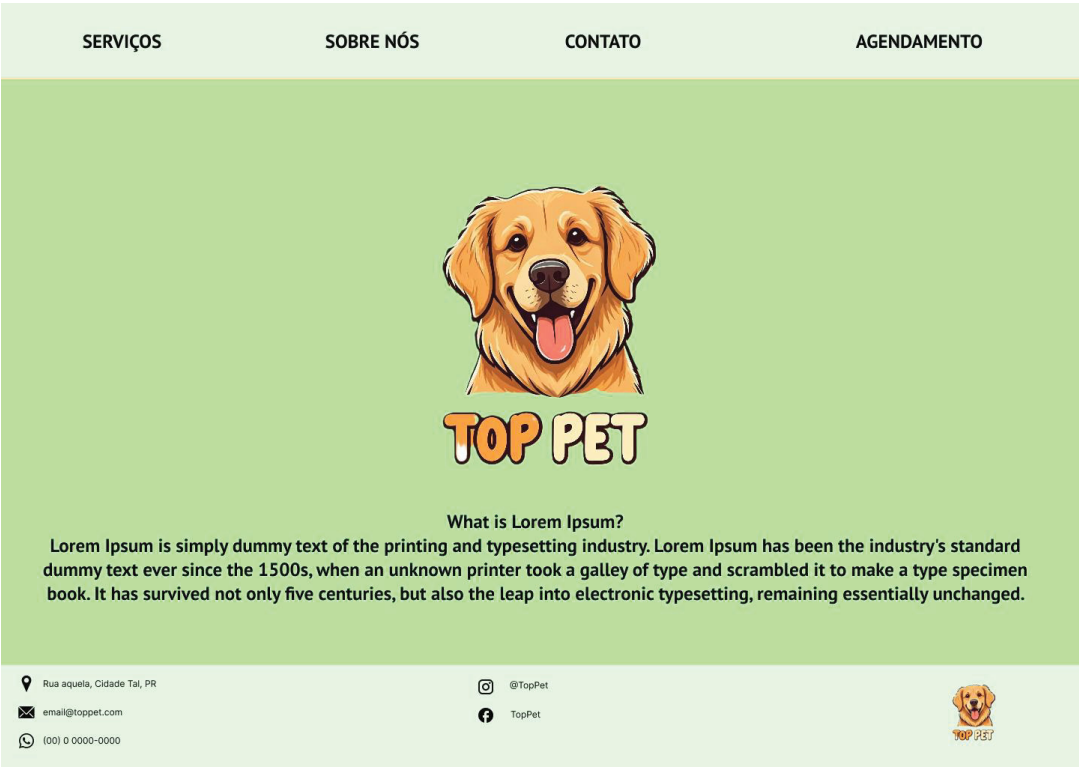 SERVIÇOS
SOBRE NÓS
CONTATO
AGENDAMENTO
TOP PET
What is Lorem Ipsum?
Lorem Ipsum is simply dummy text of the printing and typesetting industry. Lorem Ipsum has been the industry's standard
dummy text ever since the 1500s, when an unknown printer took a galley of type and scrambled it to make a type specimen
book. It has survived not only five centuries, but also the leap into electronic typesetting, remaining essentially unchanged.
Rua aquela, Cidade Tal, PR
email@toppet.com
(00) 0 0000-0000
@TopPet
TopPet
TOP PET